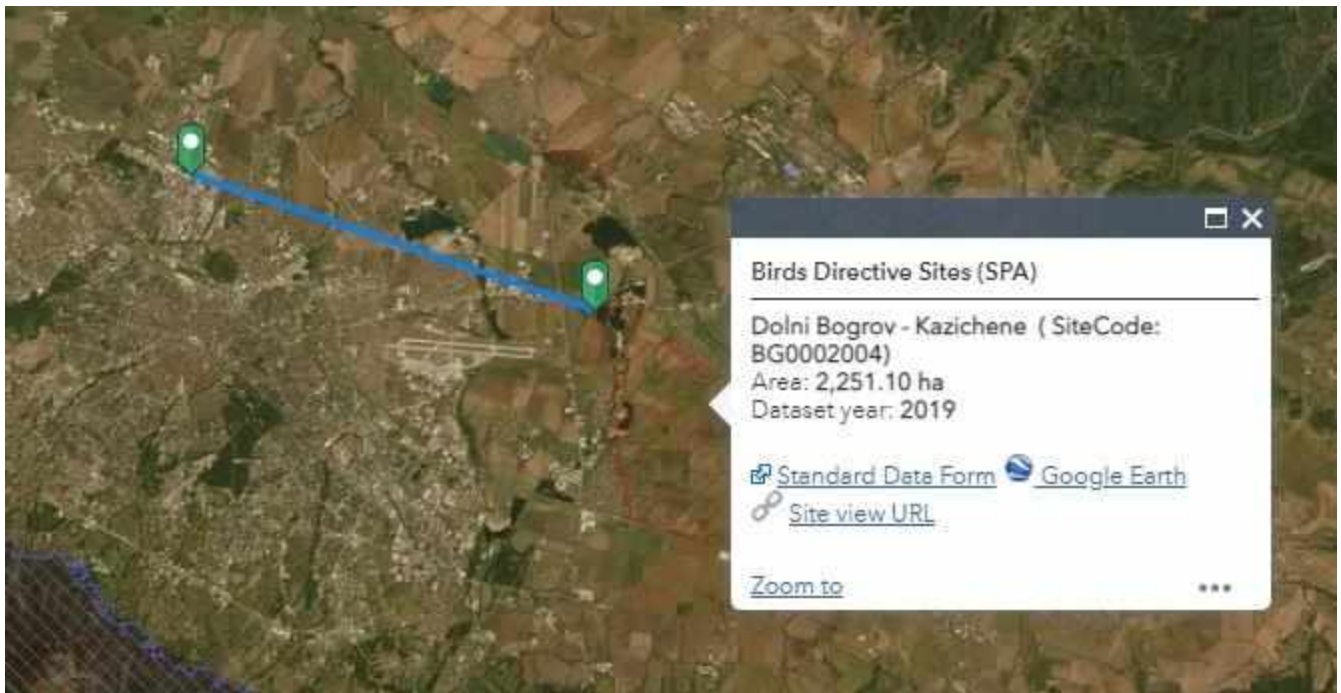 Birds Directive Sites (SPA)
Dolni Bogrov - Kazichene ( SiteCode:
BG0002004)
Area: 2,251.10 ha
Dataset year: 2019
Standard Data Form Google Earth
Site view URL
Zoom to